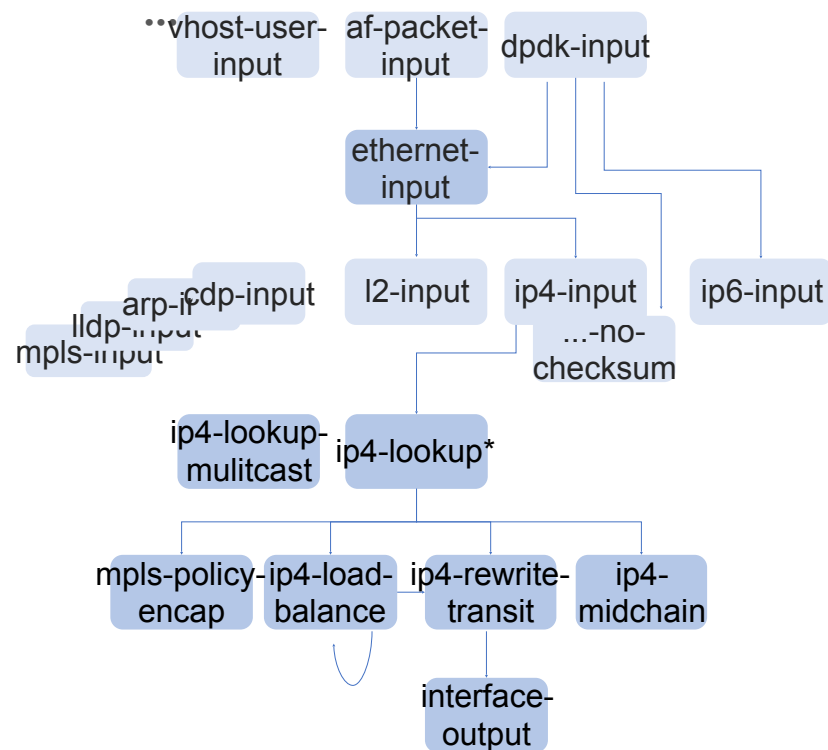 ...
vhost-user-
input
af-packet-
input
dpdk-input
ethernet-
input
cdp-input
lldp-input
mpls-input
l2-input
ip4-input
...-no-
checksum
ip6-input
ip4-lookup-
mulitcast
ip4-lookup*
mpls-policy-
encap
ip4-load-
balance
ip4-rewrite-
transit
ip4-
midchain
interface-
output